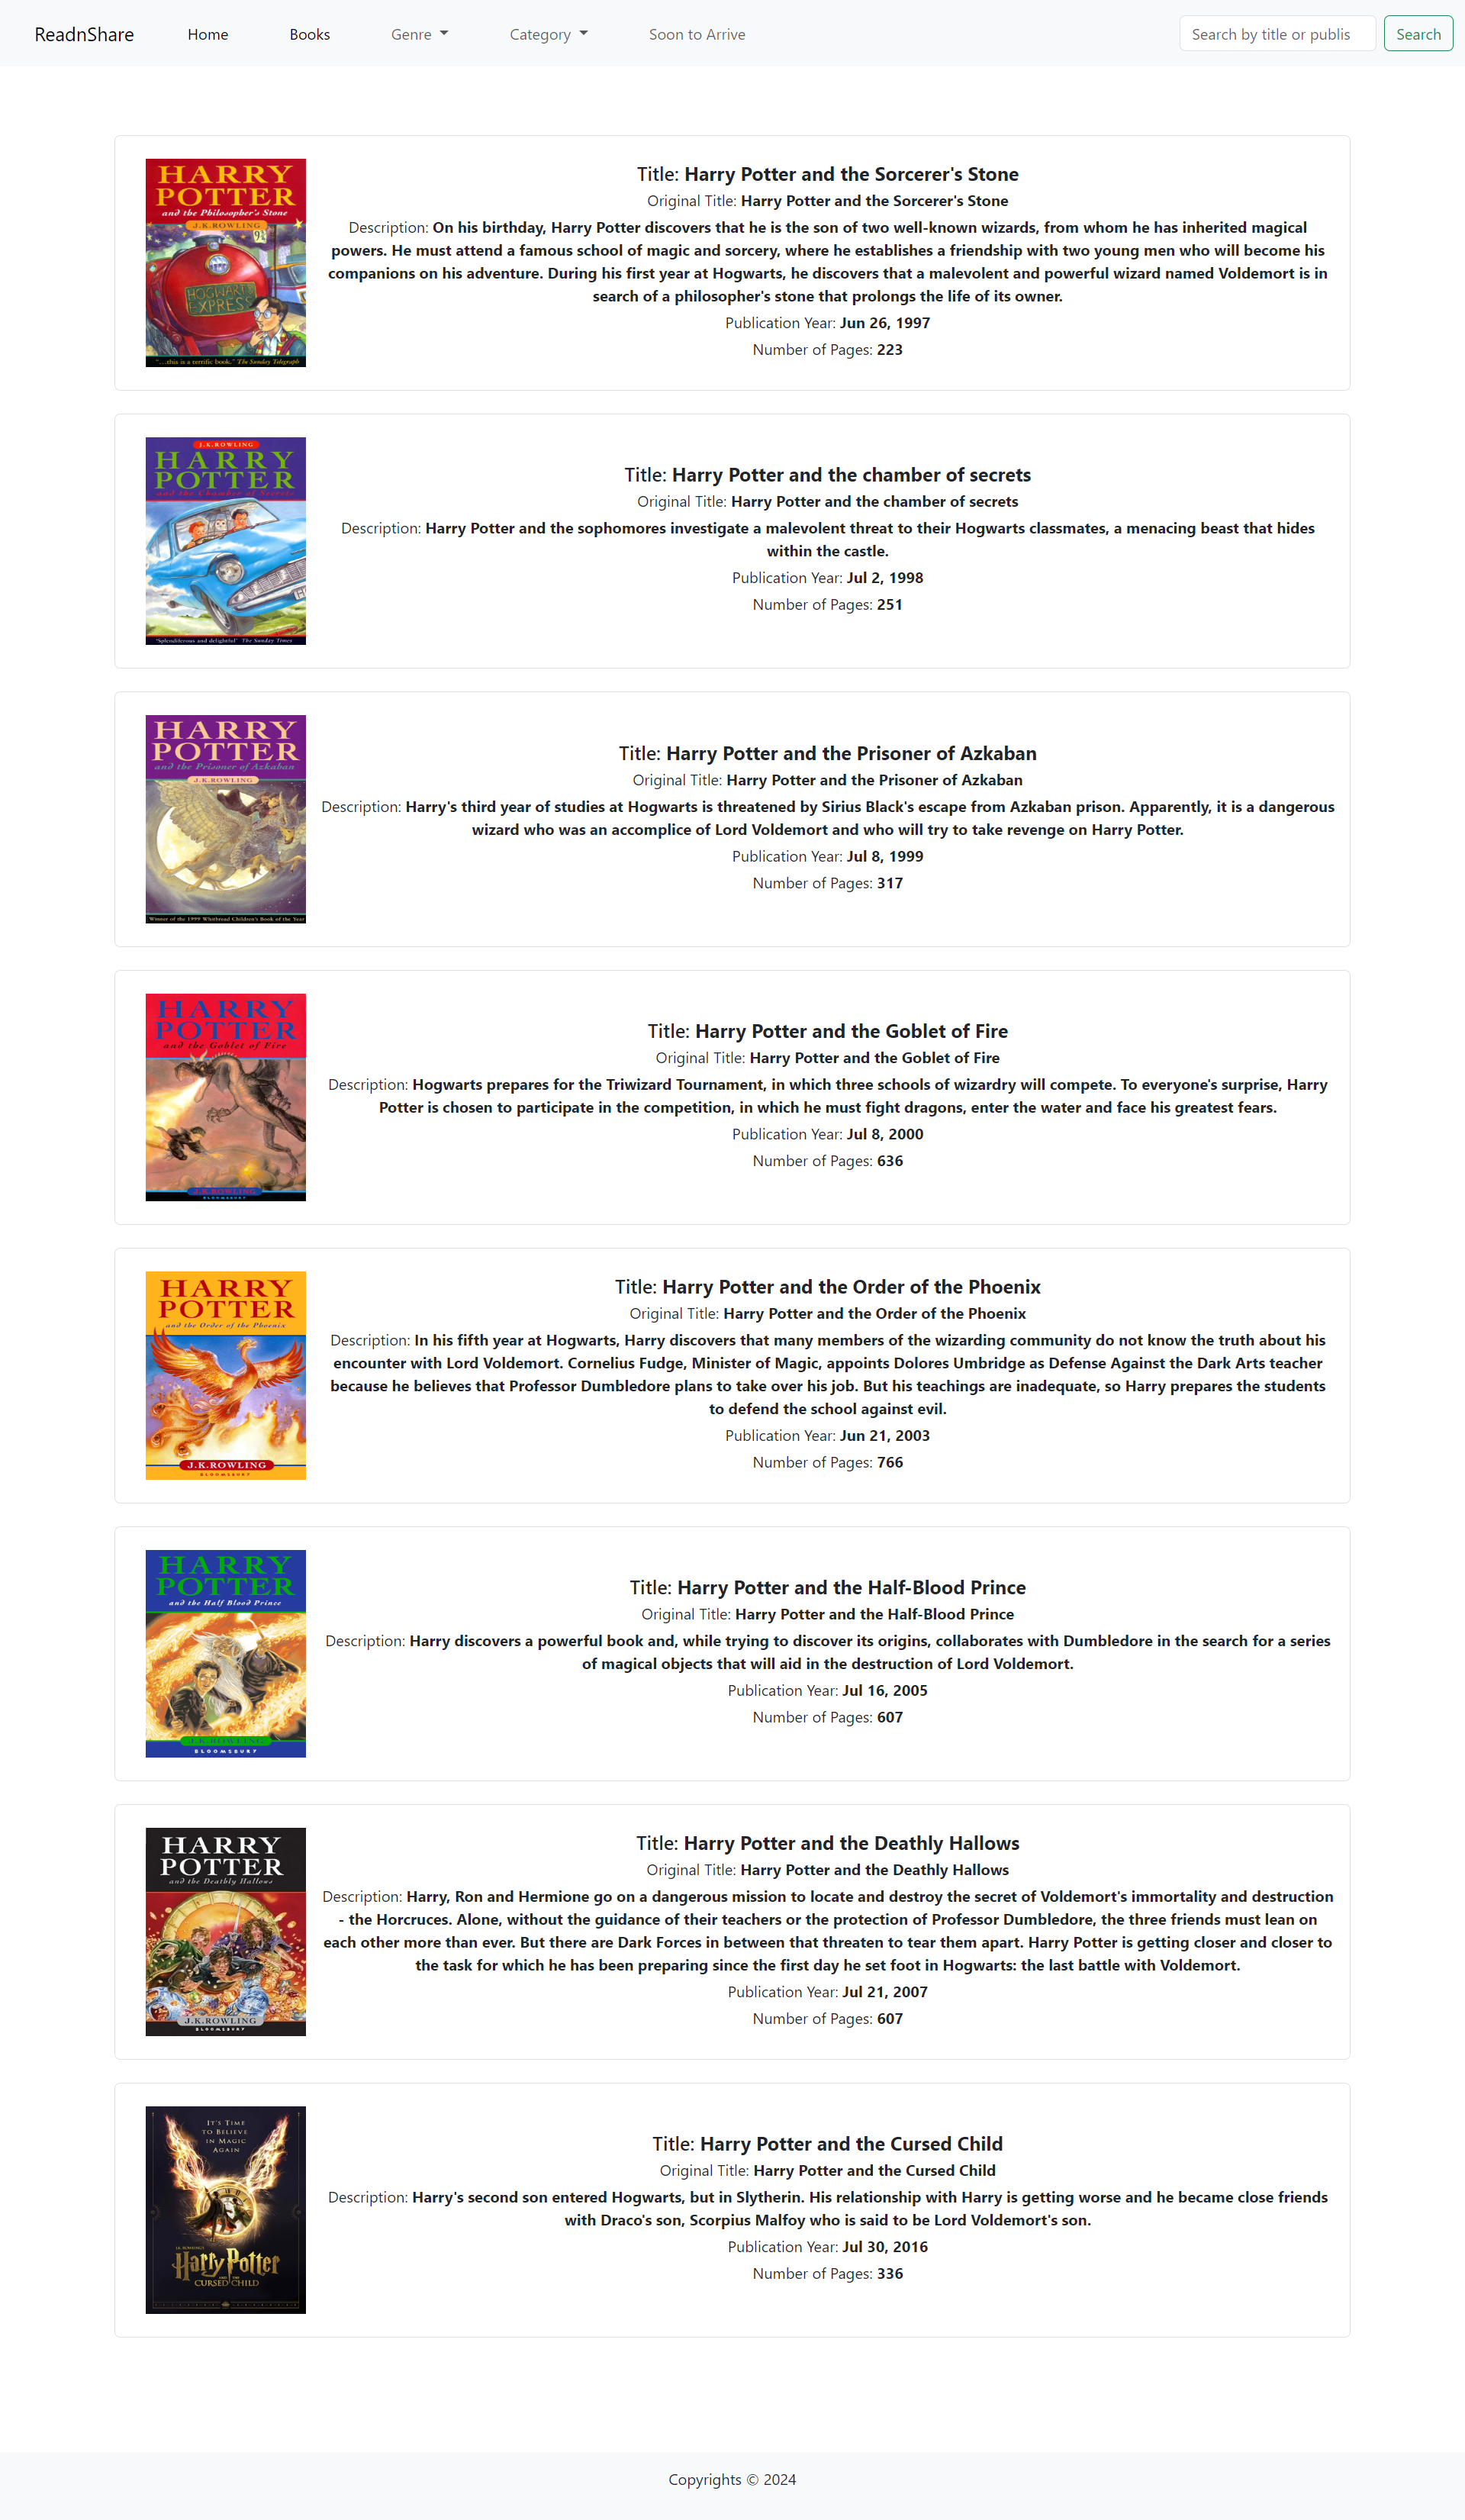 ReadnShare Home Books Genre Category Soon to Arrive Search by title or publis Search
HARRY
POTTER
and the Philosopher's Stone
J.K.ROWLING
9¾
HOGWARTS
EXPRESS
"....this is a terrific book." The Sunday Telegraph
Title: Harry Potter and the Sorcerer's Stone
Original Title: Harry Potter and the Sorcerer's Stone
Description: On his birthday, Harry Potter discovers that he is the son of two well-known wizards, from whom he has inherited magical
powers. He must attend a famous school of magic and sorcery, where he establishes a friendship with two young men who will become his
companions on his adventure. During his first year at Hogwarts, he discovers that a malevolent and powerful wizard named Voldemort is in
search of a philosopher's stone that prolongs the life of its owner.
Publication Year: Jun 26, 1997
Number of Pages: 223
J.K.ROWLING
HARRY
POTTER
and the Chamber of Secrets
"Splendiferous and delightful" The Sunday Times
Title: Harry Potter and the chamber of secrets
Original Title: Harry Potter and the chamber of secrets
Description: Harry Potter and the sophomores investigate a malevolent threat to their Hogwarts classmates, a menacing beast that hides
within the castle.
Publication Year: Jul 2, 1998
Number of Pages: 251
HARRY
POTTER
and the Prisoner of Azkaban
J.K.ROWLING
Winner of the 1999 Whitbread Children's Book of the Year
Title: Harry Potter and the Prisoner of Azkaban
Original Title: Harry Potter and the Prisoner of Azkaban
Description: Harry's third year of studies at Hogwarts is threatened by Sirius Black's escape from Azkaban prison. Apparently, it is a dangerous
wizard who was an accomplice of Lord Voldemort and who will try to take revenge on Harry Potter.
Publication Year: Jul 8, 1999
Number of Pages: 317
HARRY
POTTER
and the Goblet of Fire
J.K.ROWLING
BLOOMSBURY
Title: Harry Potter and the Goblet of Fire
Original Title: Harry Potter and the Goblet of Fire
Description: Hogwarts prepares for the Triwizard Tournament, in which three schools of wizardry will compete. To everyone's surprise, Harry
Potter is chosen to participate in the competition, in which he must fight dragons, enter the water and face his greatest fears.
Publication Year: Jul 8, 2000
Number of Pages: 636
HARRY
POTTER
and the Order of the Phoenix
J.K.ROWLING
BLOOMSBURY
Title: Harry Potter and the Order of the Phoenix
Original Title: Harry Potter and the Order of the Phoenix
Description: In his fifth year at Hogwarts, Harry discovers that many members of the wizarding community do not know the truth about his
encounter with Lord Voldemort. Cornelius Fudge, Minister of Magic, appoints Dolores Umbridge as Defense Against the Dark Arts teacher
because he believes that Professor Dumbledore plans to take over his job. But his teachings are inadequate, so Harry prepares the students
to defend the school against evil.
Publication Year: Jun 21, 2003
Number of Pages: 766
HARRY
POTTER
and the Half Blood Prince
J.K.ROWLING
BLOOMSBURY
Title: Harry Potter and the Half-Blood Prince
Original Title: Harry Potter and the Half-Blood Prince
Description: Harry discovers a powerful book and, while trying to discover its origins, collaborates with Dumbledore in the search for a series
of magical objects that will aid in the destruction of Lord Voldemort.
Publication Year: Jul 16, 2005
Number of Pages: 607
HARRY
POTTER
and the Deathly Hallows
J.K.ROWLING
BLOOMSBURY
Title: Harry Potter and the Deathly Hallows
Original Title: Harry Potter and the Deathly Hallows
Description: Harry, Ron and Hermione go on a dangerous mission to locate and destroy the secret of Voldemort's immortality and destruction
- the Horcruces. Alone, without the guidance of their teachers or the protection of Professor Dumbledore, the three friends must lean on
each other more than ever. But there are Dark Forces in between that threaten to tear them apart. Harry Potter is getting closer and closer to
the task for which he has been preparing since the first day he set foot in Hogwarts: the last battle with Voldemort.
Publication Year: Jul 21, 2007
Number of Pages: 607
IT'S TIME
TO BELIEVE
IN MAGIC
AGAIN
Harry Potter
AND THE
CURSED CHILD
Title: Harry Potter and the Cursed Child
Original Title: Harry Potter and the Cursed Child
Description: Harry's second son entered Hogwarts, but in Slytherin. His relationship with Harry is getting worse and he became close friends
with Draco's son, Scorpius Malfoy who is said to be Lord Voldemort's son.
Publication Year: Jul 30, 2016
Number of Pages: 336
Copyrights © 2024